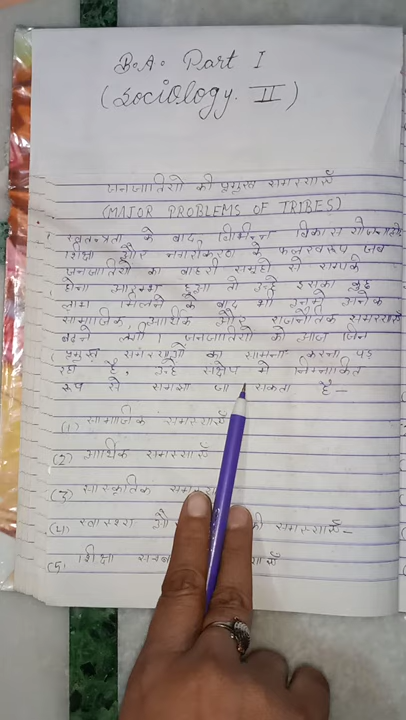 B.A. Part I
(Sociology. II)
जनजातियों की प्रमुख समस्याएँ
(MAJOR PROBLEMS OF TRIBES)
स्वतन्त्रता के बाद विभिन्न विकास योजनाओं
शिक्षा और नगरीकरण के फलस्वरूप जब
जनजातियों का बाहरी समूहों से सम्पर्क
होना आरम्भ हुआ तो उन्हें इसका कुछ
लाभ मिलने के बाद भी उनमें अनेक
सामाजिक, आर्थिक और राजनैतिक समस्याएँ
बढ़ने लगी। जनजातियों को आज जिन
प्रमुख समस्याओं का सामना करना पड़
रहा है, उन्हें संक्षेप में निम्नांकित
रूप से समझा जा सकता है -
(1) सामाजिक समस्याएँ
(2) आर्थिक समस्याएँ
(3) सांस्कृतिक
(4) स्वास्थ्य की समस्याएँ -
(5) शिक्षा